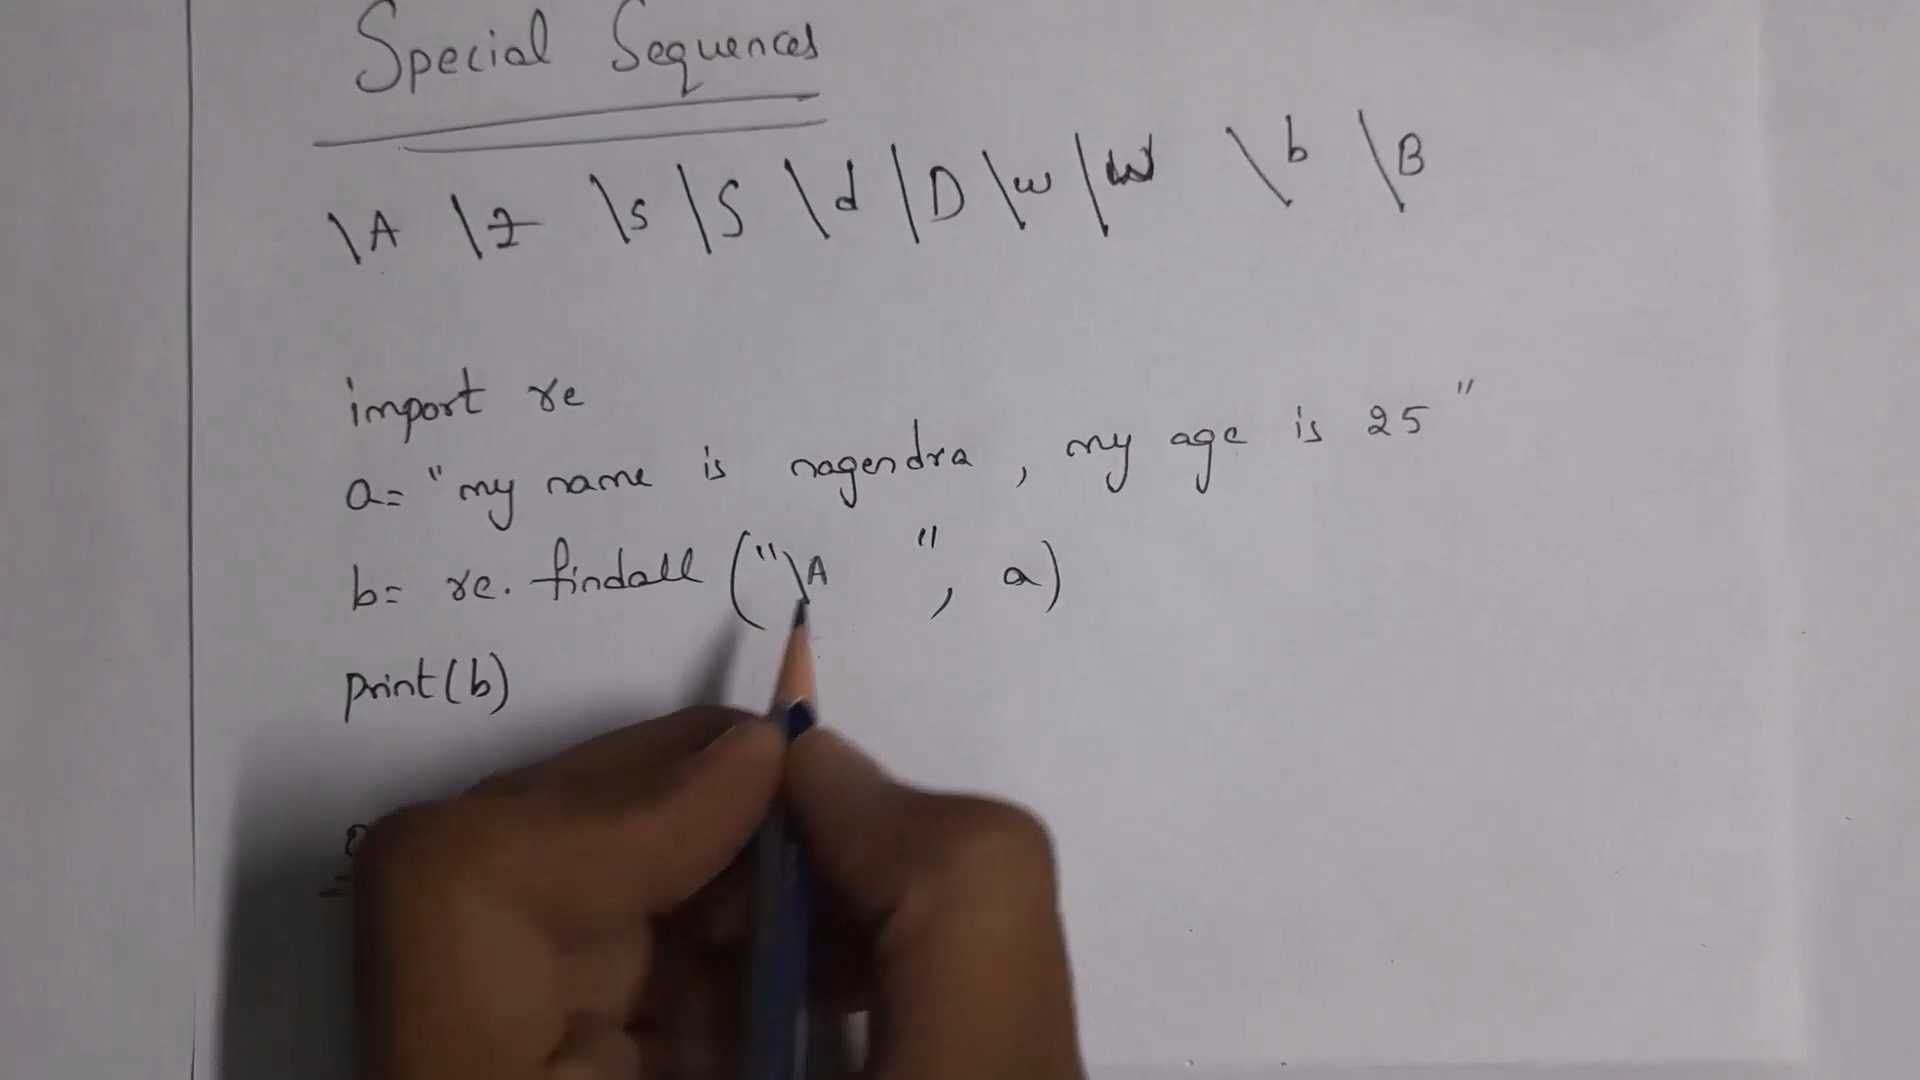 Special Sequences
\A \Z \s \S \d \D \w \W \b \B
import re
a= "my name is nagendra, my age is 25"
b= re.findall("\A ", a)
print(b)